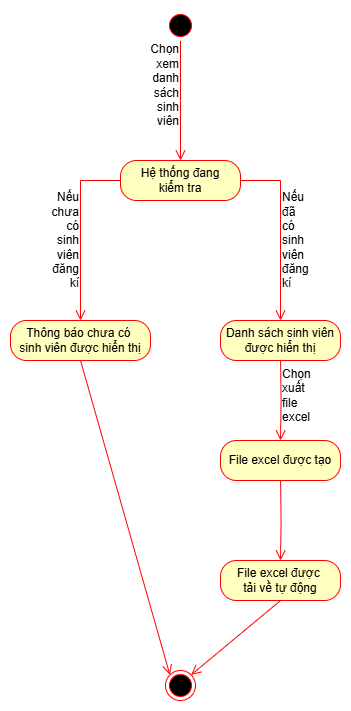 Chọn
xem
danh
sách
sinh
viên
Hệ thống đang
kiểm tra
Nếu
chưa
có
sinh
viên
đăng
kí
Nếu
đã
có
sinh
viên
đăng
kí
Thông báo chưa có
sinh viên được hiển thị
Danh sách sinh viên
được hiển thị
Chọn
xuất
file
excel
File excel được tạo
File excel được
tải về tự động